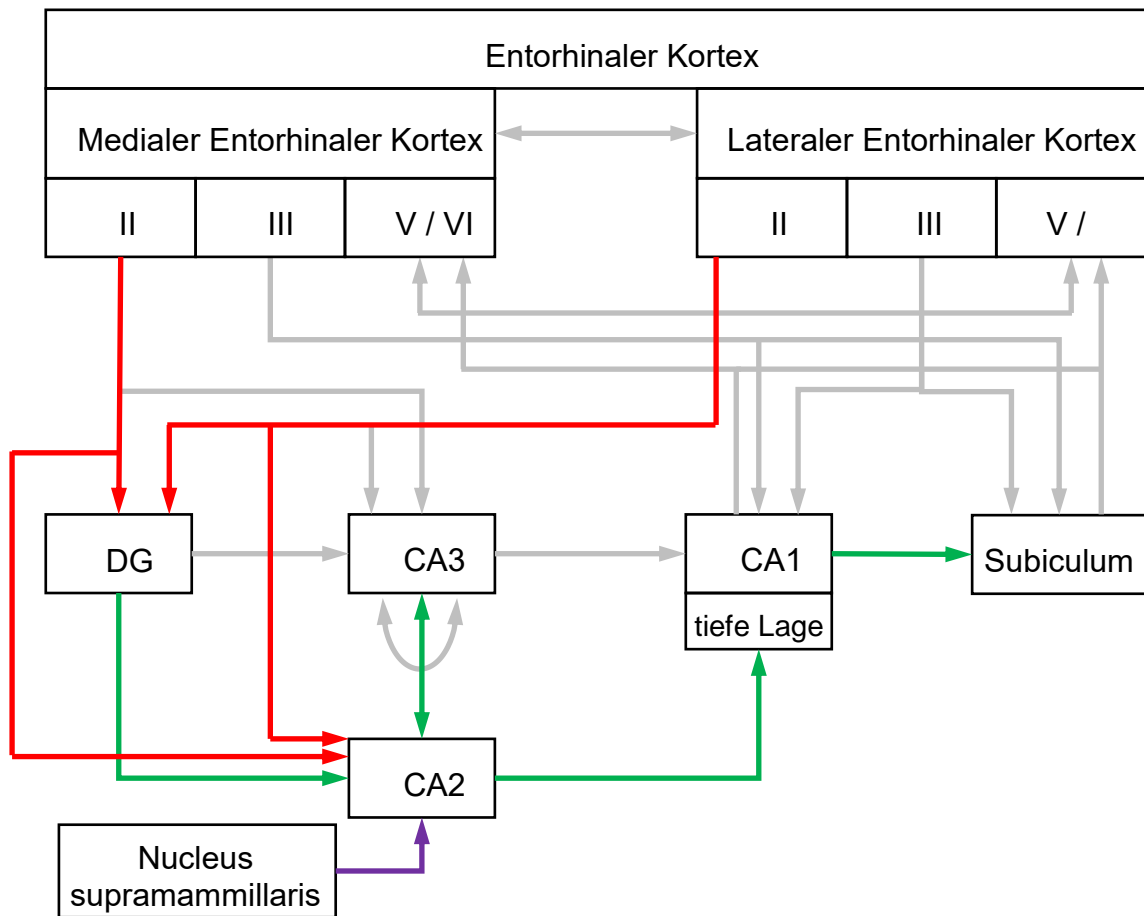 Entorhinaler Kortex
Medialer Entorhinaler Kortex
Lateraler Entorhinaler Kortex
II
III
V / VI
II
III
V /
DG
CA3
CA1
Subiculum
tiefe Lage
CA2
Nucleus
supramammillaris